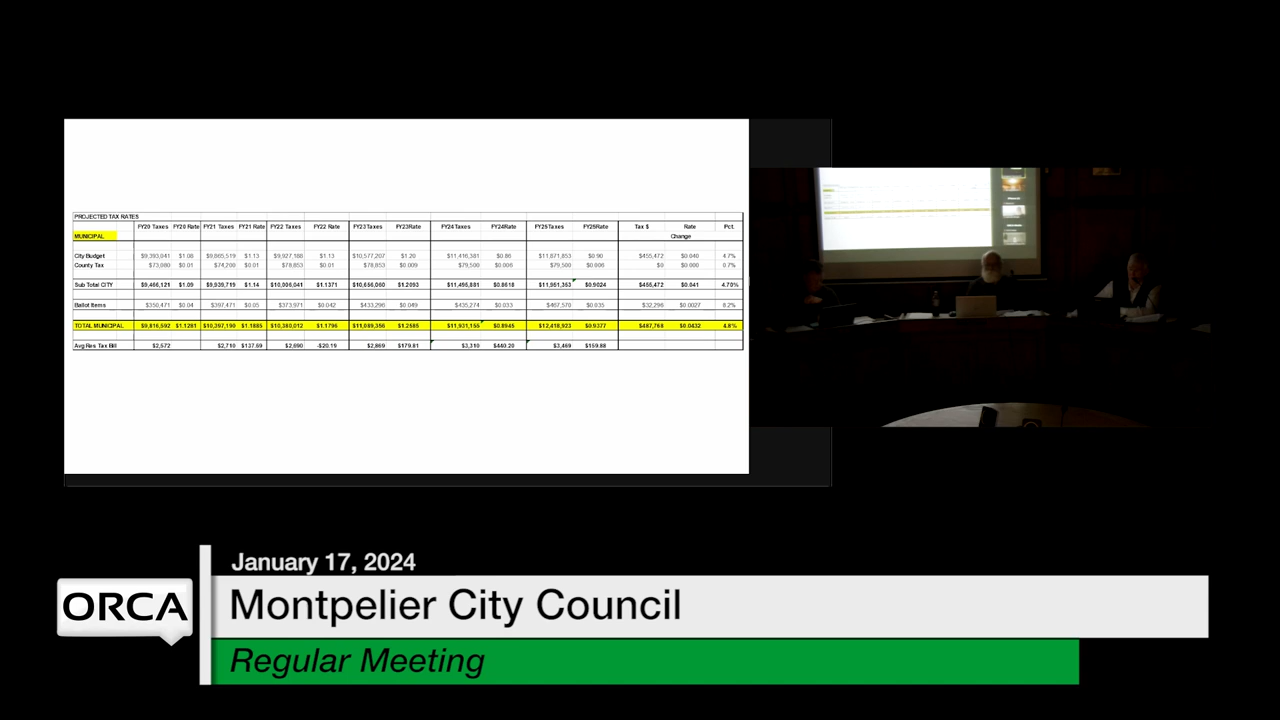 PROJECTED TAX RATES
FY20 Taxes FY20 Rate FY21 Taxes FY21 Rate FY22 Taxes FY22 Rate FY23 Taxes FY23Rate FY24Taxes FY24Rate FY25Taxes FY25Rate Tax $ Rate Pct.
MUNICIPAL Change
City Budget $9,393,041 $1.08 $9,865,519 $1.13 $9,927,188 $1.13 $10,577,207 $1.20 $11,416,381 $0.86 $11,871,853 $0.90 $455,472 $0.040 4.7%
County Tax $73,080 $0.01 $74,200 $0.01 $78,853 $0.01 $78,853 $0.009 $79,500 $0.006 $79,500 $0.006 $0 $0.000 0.7%
Sub Total CITY $9,466,121 $1.09 $9,939,719 $1.14 $10,006,041 $1.1371 $10,656,060 $1.2093 $11,495,881 $0.8618 $11,951,353 $0.9024 $455,472 $0.041 4.70%
Ballot Items $350,471 $0.04 $397,471 $0.05 $373,971 $0.042 $433,296 $0.049 $435,274 $0.033 $467,570 $0.035 $32,296 $0.0027 8.2%
TOTAL MUNICIPAL $9,816,592 $1.1281 $10,397,190 $1.1885 $10,380,012 $1.1796 $11,089,356 $1.2585 $11,931,155 $0.8945 $12,418,923 $0.9377 $487,768 $0.0432 4.8%
Avg Res Tax Bill $2,572 $2,710 $137.69 $2,690 -$20.19 $2,869 $179.81 $3,310 $440.20 $3,469 $159.88
January 17, 2024
ORCA
Montpelier City Council
Regular Meeting